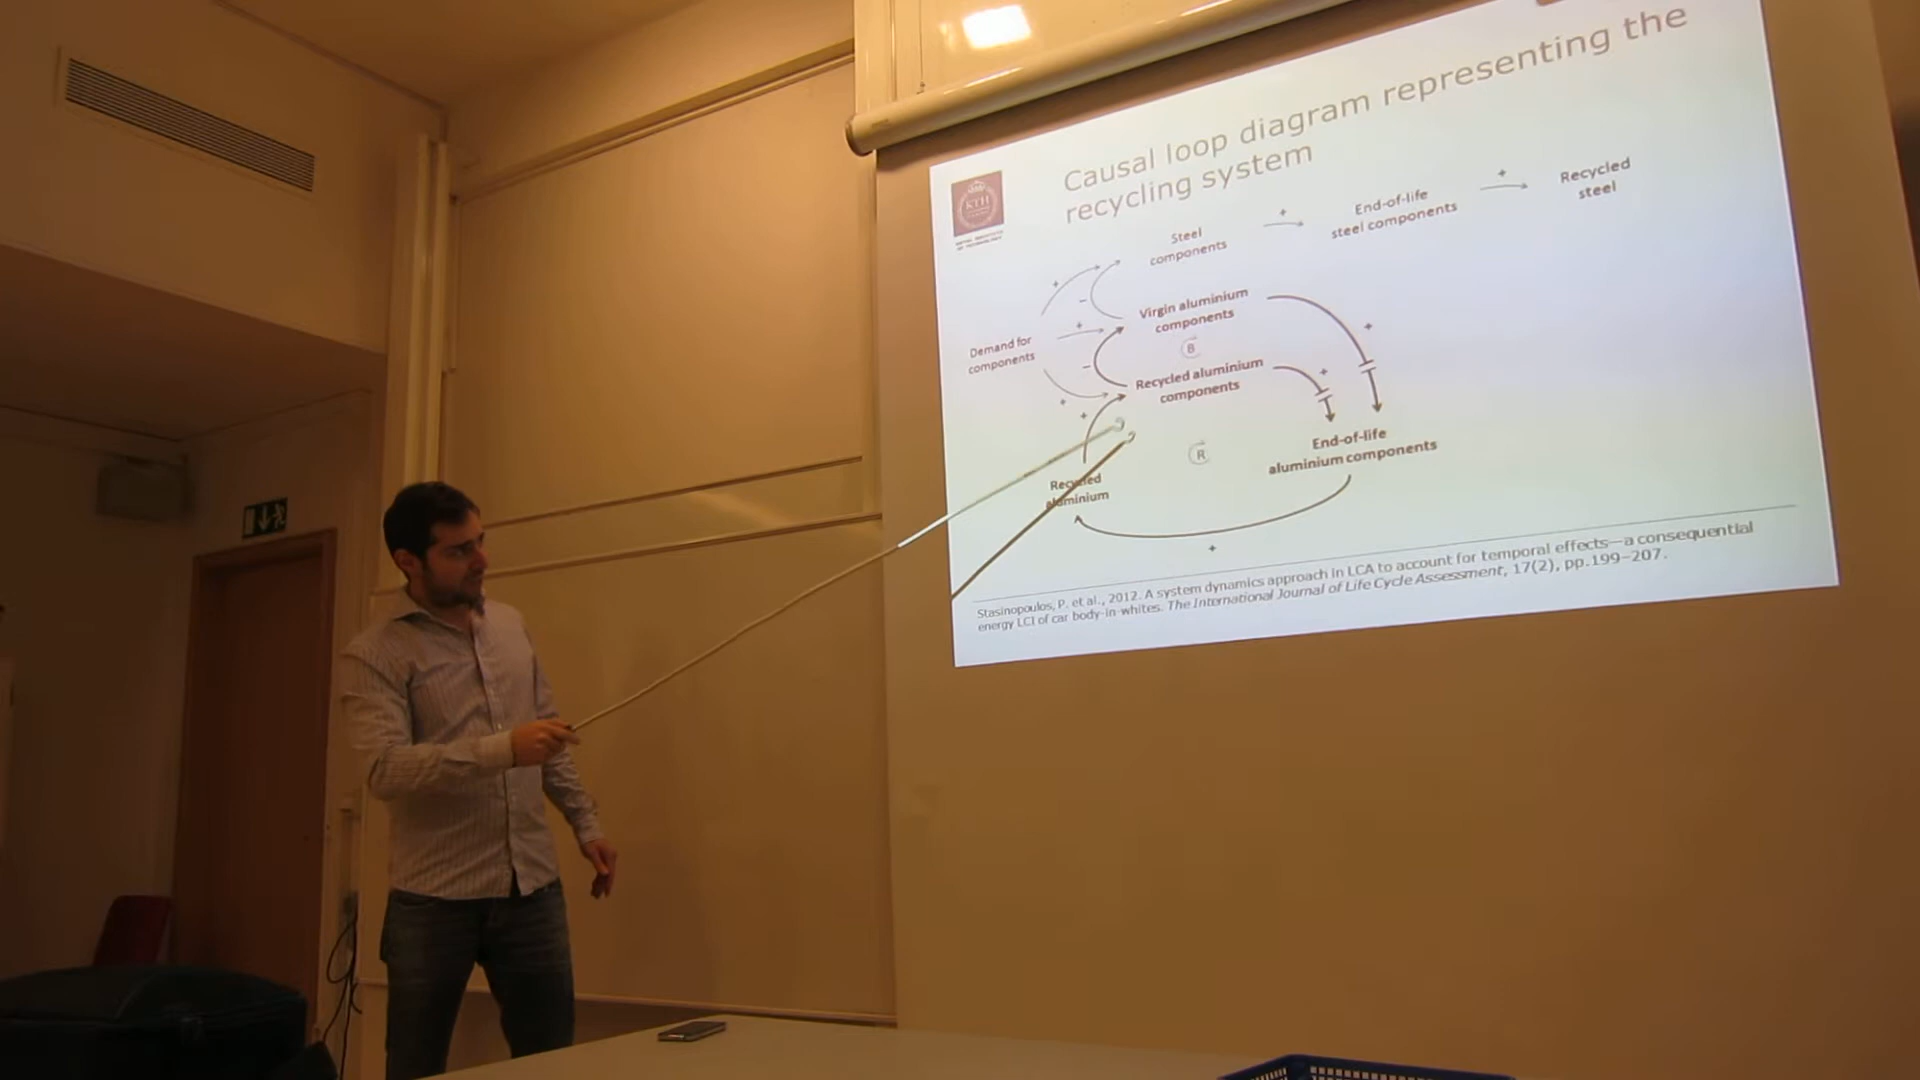 Causal loop diagram representing the
recycling system
KTH
Steel
components
+
End-of-life
steel components
+
Recycled
steel
+
–
Virgin aluminium
components
+
+
Demand for
components
B
–
Recycled aluminium
components
+
+
+
R
End-of-life
aluminium components
Recycled
aluminium
+
Stasinopoulos, P. et al., 2012. A system dynamics approach in LCA to account for temporal effects—a consequential
energy LCI of car body-in-whites. The International Journal of Life Cycle Assessment, 17(2), pp.199–207.